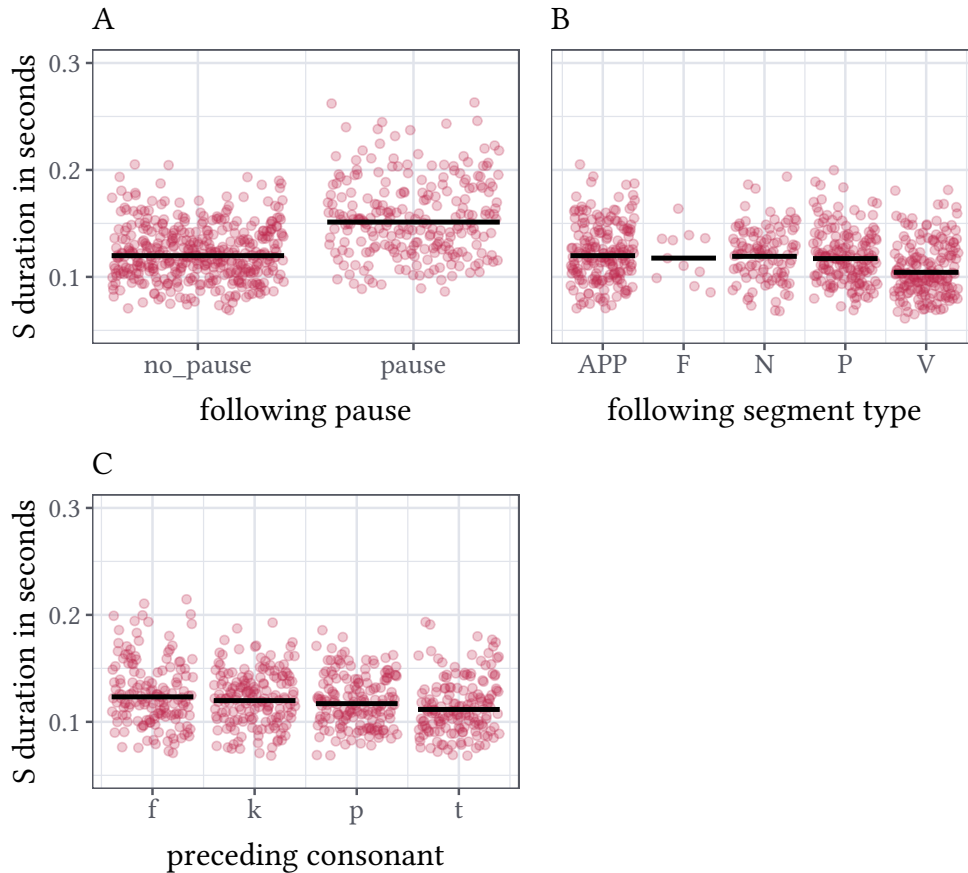 A
S duration in seconds
0.3
0.2
0.1
no_pause pause
following pause
B
APP F N P V
following segment type
C
S duration in seconds
0.3
0.2
0.1
f k p t
preceding consonant